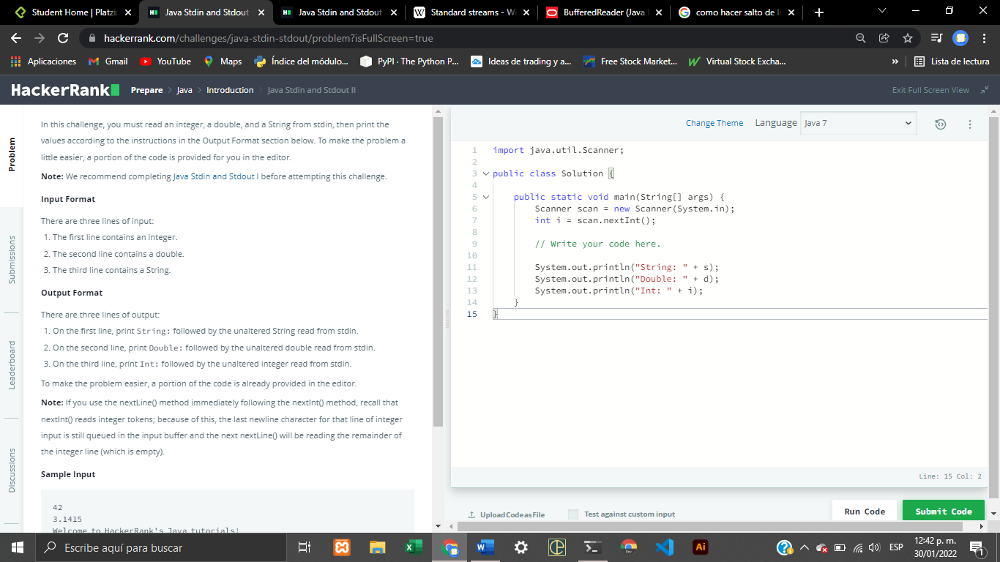 Student Home | Platzi
Java Stdin and Stdout
Java Stdin and Stdout
Standard streams - Wi
BufferedReader (Java
como hacer salto de li
hackerrank.com/challenges/java-stdin-stdout/problem?isFullScreen=true
Aplicaciones
Gmail
YouTube
Maps
Índice del módulo...
PyPI · The Python P...
Ideas de trading y a...
Free Stock Market...
Virtual Stock Excha...
»
Lista de lectura
HackerRank
Prepare > Java > Introduction > Java Stdin and Stdout II
Exit Full Screen View
Problem
Submissions
Leaderboard
Discussions
In this challenge, you must read an integer, a double, and a String from stdin, then print the
values according to the instructions in the Output Format section below. To make the problem a
little easier, a portion of the code is provided for you in the editor.
Note: We recommend completing Java Stdin and Stdout I before attempting this challenge.
Input Format
There are three lines of input:
1. The first line contains an integer.
2. The second line contains a double.
3. The third line contains a String.
Output Format
There are three lines of output:
1. On the first line, print String: followed by the unaltered String read from stdin.
2. On the second line, print Double: followed by the unaltered double read from stdin.
3. On the third line, print Int: followed by the unaltered integer read from stdin.
To make the problem easier, a portion of the code is already provided in the editor.
Note: If you use the nextLine() method immediately following the nextInt() method, recall that
nextInt() reads integer tokens; because of this, the last newline character for that line of integer
input is still queued in the input buffer and the next nextLine() will be reading the remainder of
the integer line (which is empty).
Sample Input
42
3.1415
Welcome to HackerRank's Java tutorials!
Change Theme
Language
Java 7
1 import java.util.Scanner;
2
3 public class Solution {
4
5 public static void main(String[] args) {
6 Scanner scan = new Scanner(System.in);
7 int i = scan.nextInt();
8
9 // Write your code here.
10
11 System.out.println("String: " + s);
12 System.out.println("Double: " + d);
13 System.out.println("Int: " + i);
14 }
15 }
Line: 15 Col: 2
Upload Code as File
Test against custom input
Run Code
Submit Code
Escribe aquí para buscar
Ai
ESP
12:42 p. m.
30/01/2022
1